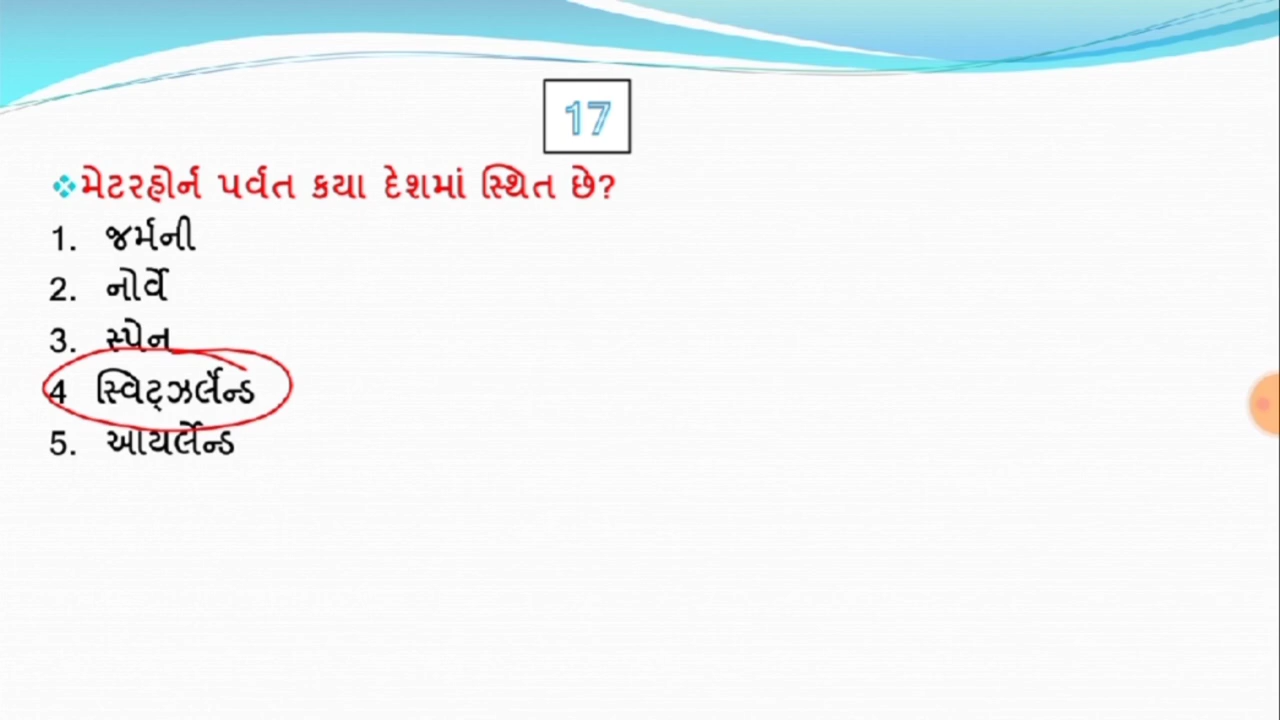 17
મેટરહોર્ન પર્વત કયા દેશમાં સ્થિત છે?
1. જર્મની
2. નોર્વે
3. સ્પેન
4 સ્વિટ્ઝર્લૅન્ડ
5. આયર્લેન્ડ